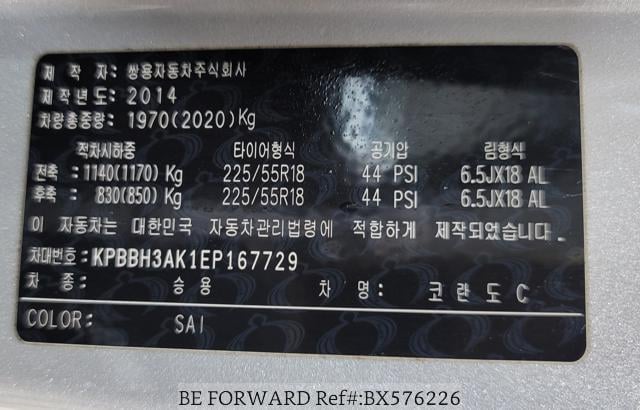 제 작 자: 쌍용자동차주식회사
제작년도: 2014
차량총중량: 1970(2020)Kg
적차시하중 타이어형식 공기압 림형식
전축 : 1140(1170) Kg 225/55R18 44 PSI 6.5JX18 AL
후축 : 830(850) Kg 225/55R18 44 PSI 6.5JX18 AL
이 자동차는 대한민국 자동차관리법령에 적합하게 제작되었습니다.
차대번호: KPBBH3AK1EP167729
차 종: 승용 차 명: 코란도 C
COLOR: SAI
BE FORWARD Ref#:BX576226